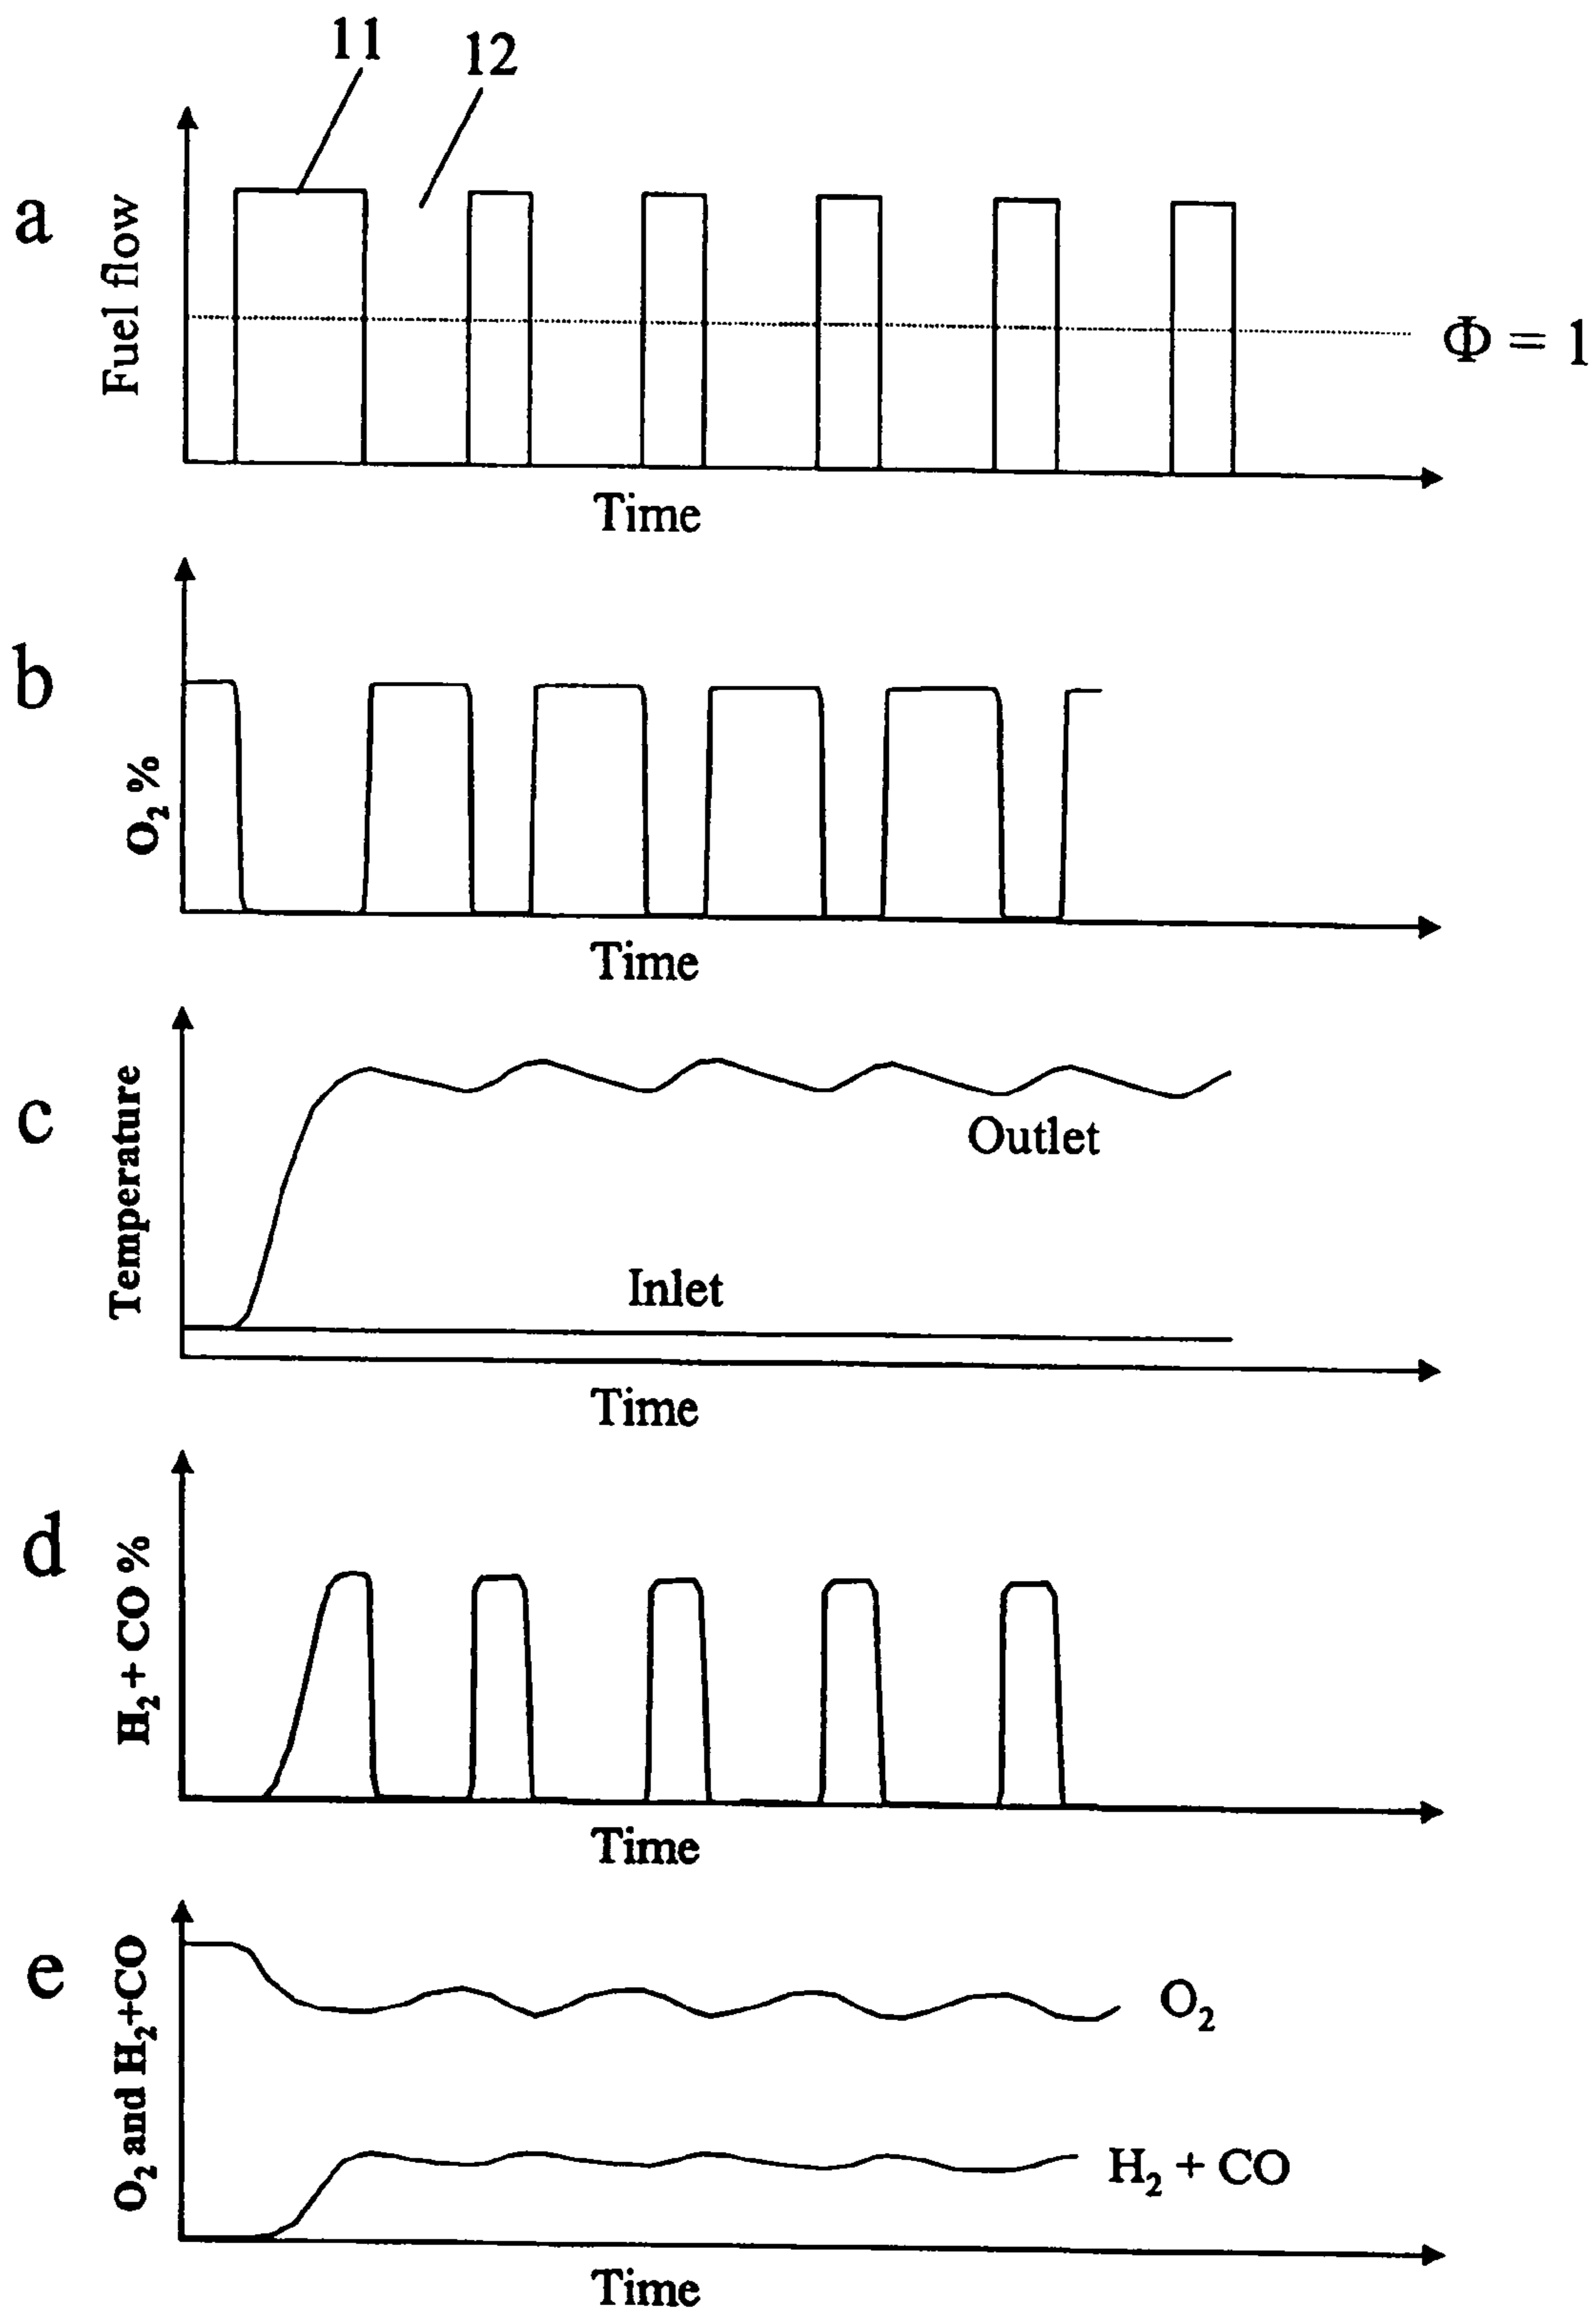 11
12
a
Fuel flow
Φ = 1
Time
b
O₂ %
Time
c
Temperature
Outlet
Inlet
Time
d
H₂ + CO %
Time
e
O₂ and H₂+CO
O₂
H₂ + CO
Time